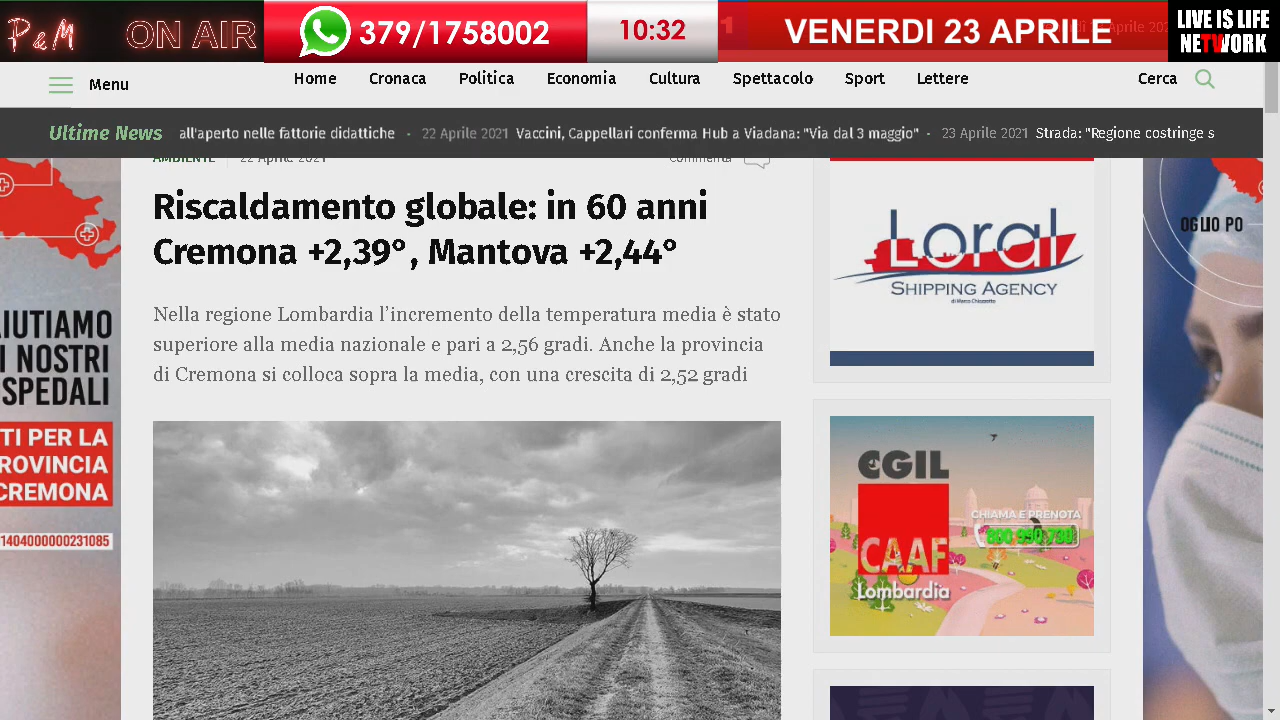 P&M ON AIR
379/1758002
10:32
VENERDI 23 APRILE
LIVE IS LIFE
NETWORK
Menu
Home Cronaca Politica Economia Cultura Spettacolo Sport Lettere
Cerca
Ultime News
all'aperto nelle fattorie didattiche - 22 Aprile 2021 Vaccini, Cappellari conferma Hub a Viadana: "Via dal 3 maggio" - 23 Aprile 2021 Strada: "Regione costringe s
AMBIENTE 22 Aprile 2021
Commenta
Riscaldamento globale: in 60 anni
Cremona +2,39°, Mantova +2,44°
Nella regione Lombardia l'incremento della temperatura media è stato
superiore alla media nazionale e pari a 2,56 gradi. Anche la provincia
di Cremona si colloca sopra la media, con una crescita di 2,52 gradi
AIUTIAMO
I NOSTRI
SPEDALI
TI PER LA
ROVINCIA
CREMONA
1404000000231085
Loral
SHIPPING AGENCY
di Marco Chiozzotto
CGIL
CAAF
Lombardia
CHIAMA E PRENOTA
800 990 730
OGLIO PO